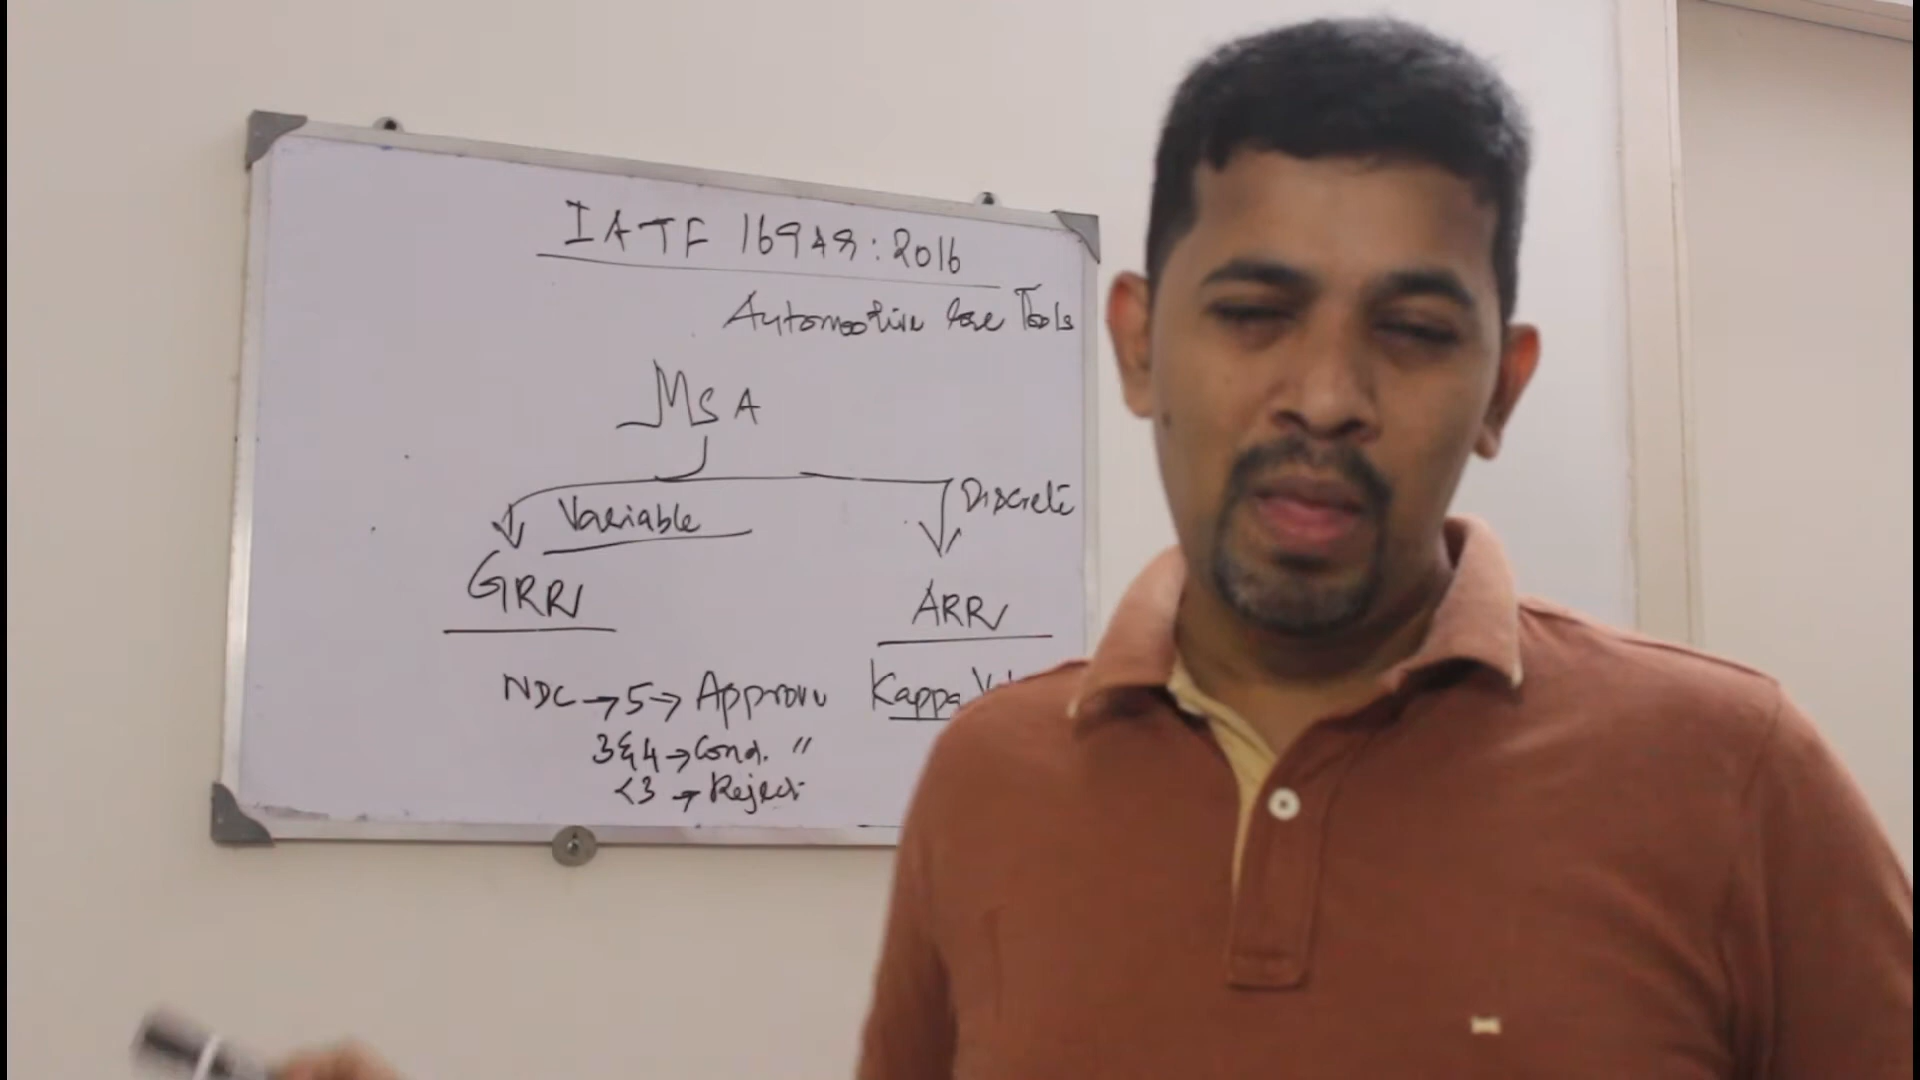 IATF 16949:2016
Automotive Core Tools
MSA
Variable
Discrete
GRR
ARR
NDC → 5 → Approve
Kappa
3&4 → Cond. "
<3 → Reject